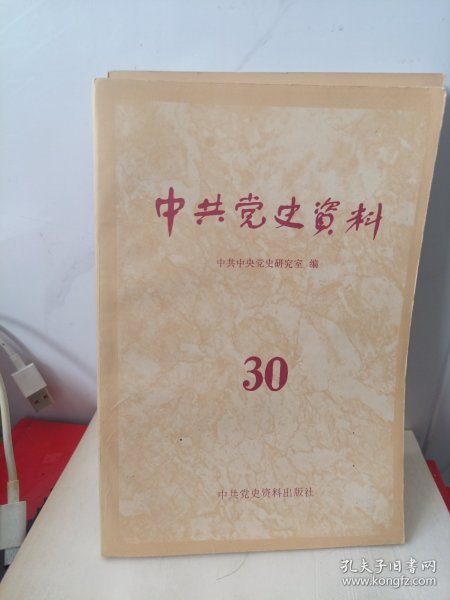 中共党史資料
中共中央党史研究室 编
30
中共党史资料出版社
孔夫子旧书网
www.kongfz.com